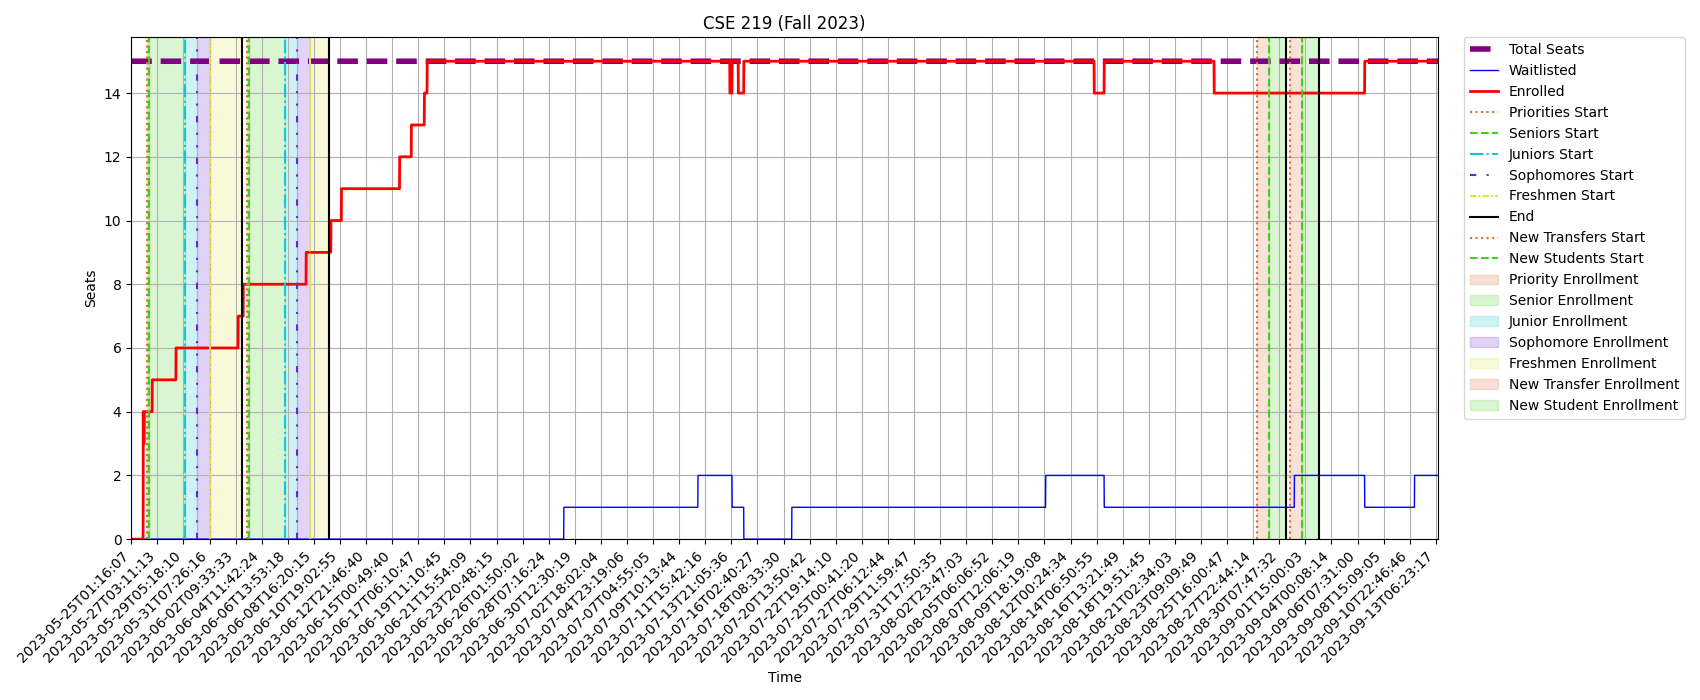 CSE 219 (Fall 2023)
Seats
14
12
10
8
6
4
2
0
2023-05-25T01:16:07
2023-05-27T03:11:13
2023-05-29T05:18:10
2023-05-31T07:26:16
2023-06-02T09:33:33
2023-06-04T11:42:24
2023-06-06T13:53:18
2023-06-08T16:20:15
2023-06-10T19:02:55
2023-06-12T21:46:40
2023-06-15T00:49:40
2023-06-17T06:10:47
2023-06-19T11:10:45
2023-06-21T15:54:09
2023-06-23T20:48:15
2023-06-26T01:50:02
2023-06-28T07:16:24
2023-06-30T12:30:19
2023-07-02T18:02:04
2023-07-04T23:19:06
2023-07-07T04:55:05
2023-07-09T10:13:44
2023-07-11T15:42:16
2023-07-13T21:05:36
2023-07-16T02:40:27
2023-07-18T08:33:30
2023-07-20T13:50:42
2023-07-22T19:14:10
2023-07-25T00:41:20
2023-07-27T06:12:44
2023-07-29T11:59:47
2023-07-31T17:50:35
2023-08-02T23:47:03
2023-08-05T06:06:52
2023-08-07T12:06:19
2023-08-09T18:19:08
2023-08-12T00:24:34
2023-08-14T06:50:55
2023-08-16T13:21:49
2023-08-18T19:51:45
2023-08-21T02:34:03
2023-08-23T09:09:49
2023-08-25T16:00:47
2023-08-27T22:44:14
2023-08-30T07:47:32
2023-09-01T15:00:03
2023-09-04T00:08:14
2023-09-06T07:31:00
2023-09-08T15:09:05
2023-09-10T22:46:46
2023-09-13T06:23:17
Time
Total Seats
Waitlisted
Enrolled
Priorities Start
Seniors Start
Juniors Start
Sophomores Start
Freshmen Start
End
New Transfers Start
New Students Start
Priority Enrollment
Senior Enrollment
Junior Enrollment
Sophomore Enrollment
Freshmen Enrollment
New Transfer Enrollment
New Student Enrollment